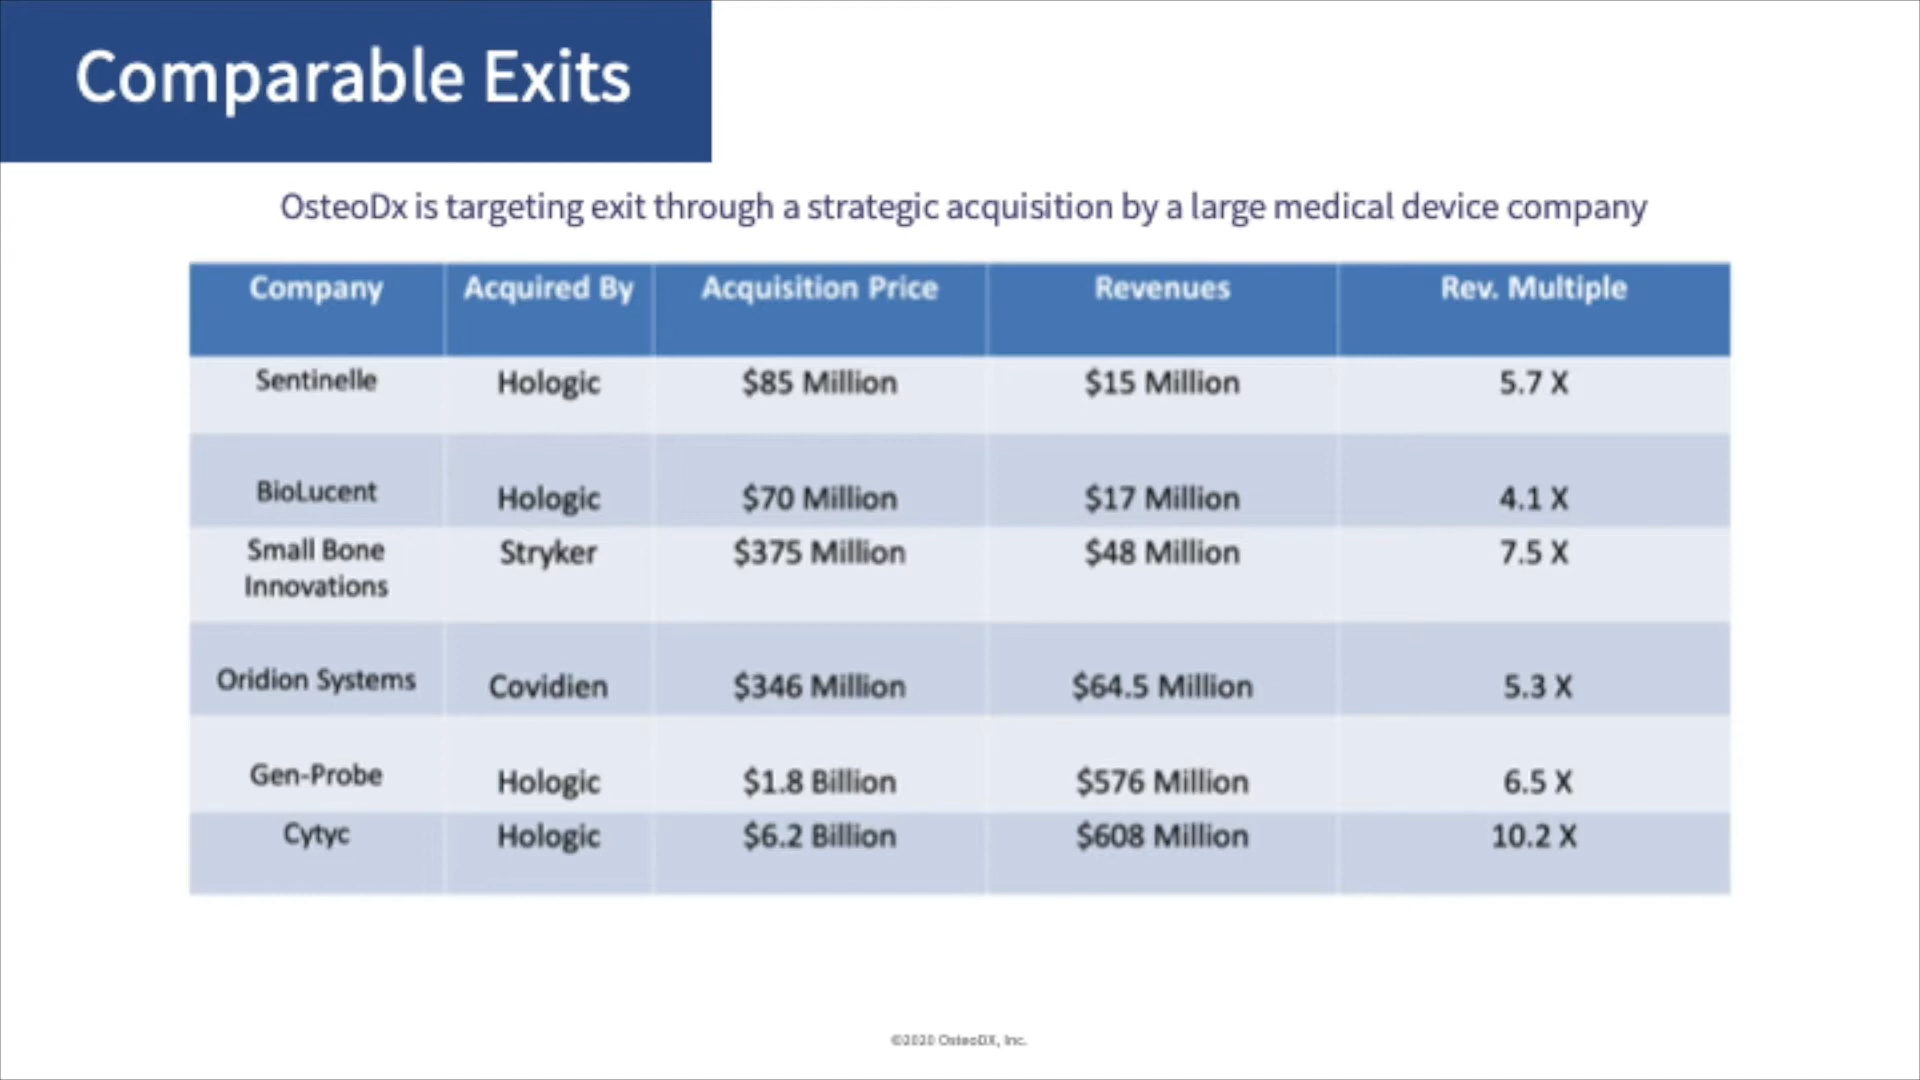 Comparable Exits
OsteoDx is targeting exit through a strategic acquisition by a large medical device company
Company Acquired By Acquisition Price Revenues Rev. Multiple
Sentinelle Hologic $85 Million $15 Million 5.7 X
BioLucent Hologic $70 Million $17 Million 4.1 X
Small Bone Stryker $375 Million $48 Million 7.5 X
Innovations
Oridion Systems Covidien $346 Million $64.5 Million 5.3 X
Gen-Probe Hologic $1.8 Billion $576 Million 6.5 X
Cytyc Hologic $6.2 Billion $608 Million 10.2 X
©2020 OsteoDX, Inc.